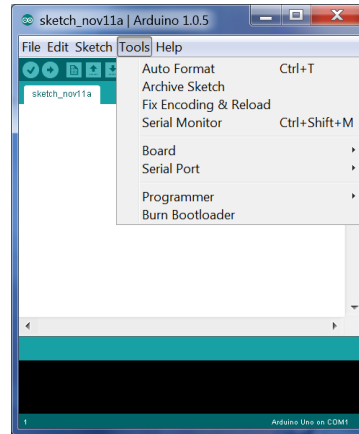 sketch_nov11a | Arduino 1.0.5
File Edit Sketch Tools Help
sketch_nov11a
Auto Format Ctrl+T
Archive Sketch
Fix Encoding & Reload
Serial Monitor Ctrl+Shift+M
Board
Serial Port
Programmer
Burn Bootloader
1 Arduino Uno on COM1